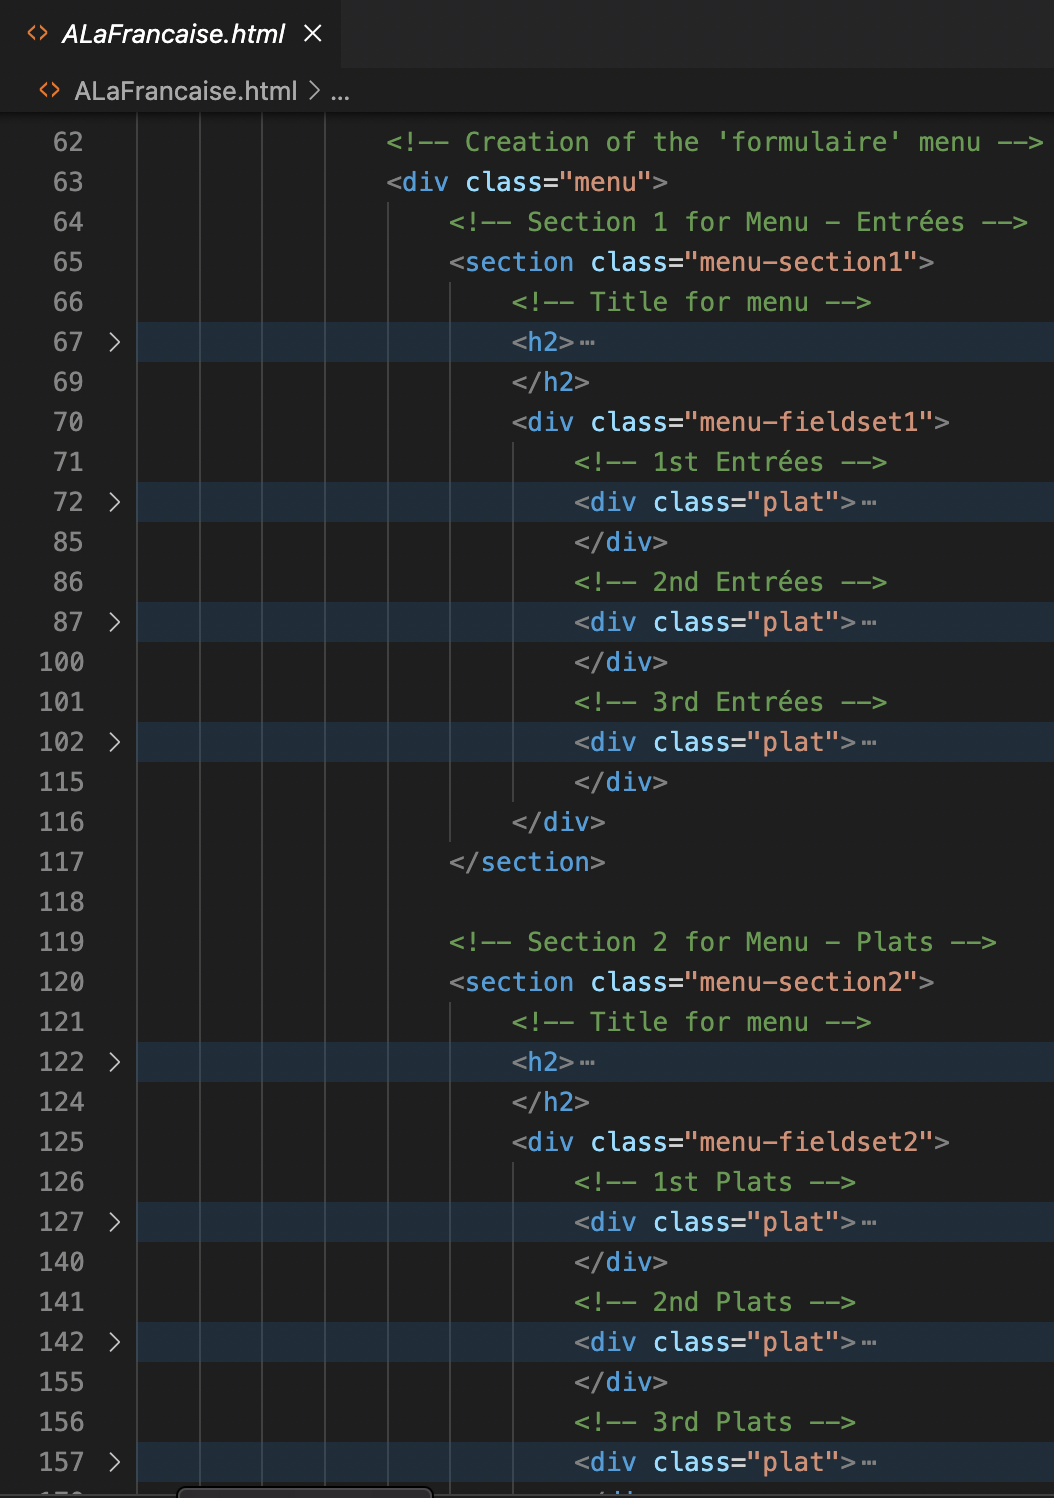 ALaFrancaise.html
ALaFrancaise.html > ...
62 <!-- Creation of the 'formulaire' menu -->
63 <div class="menu">
64 <!-- Section 1 for Menu - Entrées -->
65 <section class="menu-section1">
66 <!-- Title for menu -->
67 <h2>…
69 </h2>
70 <div class="menu-fieldset1">
71 <!-- 1st Entrées -->
72 <div class="plat">…
85 </div>
86 <!-- 2nd Entrées -->
87 <div class="plat">…
100 </div>
101 <!-- 3rd Entrées -->
102 <div class="plat">…
115 </div>
116 </div>
117 </section>
118
119 <!-- Section 2 for Menu - Plats -->
120 <section class="menu-section2">
121 <!-- Title for menu -->
122 <h2>…
124 </h2>
125 <div class="menu-fieldset2">
126 <!-- 1st Plats -->
127 <div class="plat">…
140 </div>
141 <!-- 2nd Plats -->
142 <div class="plat">…
155 </div>
156 <!-- 3rd Plats -->
157 <div class="plat">…